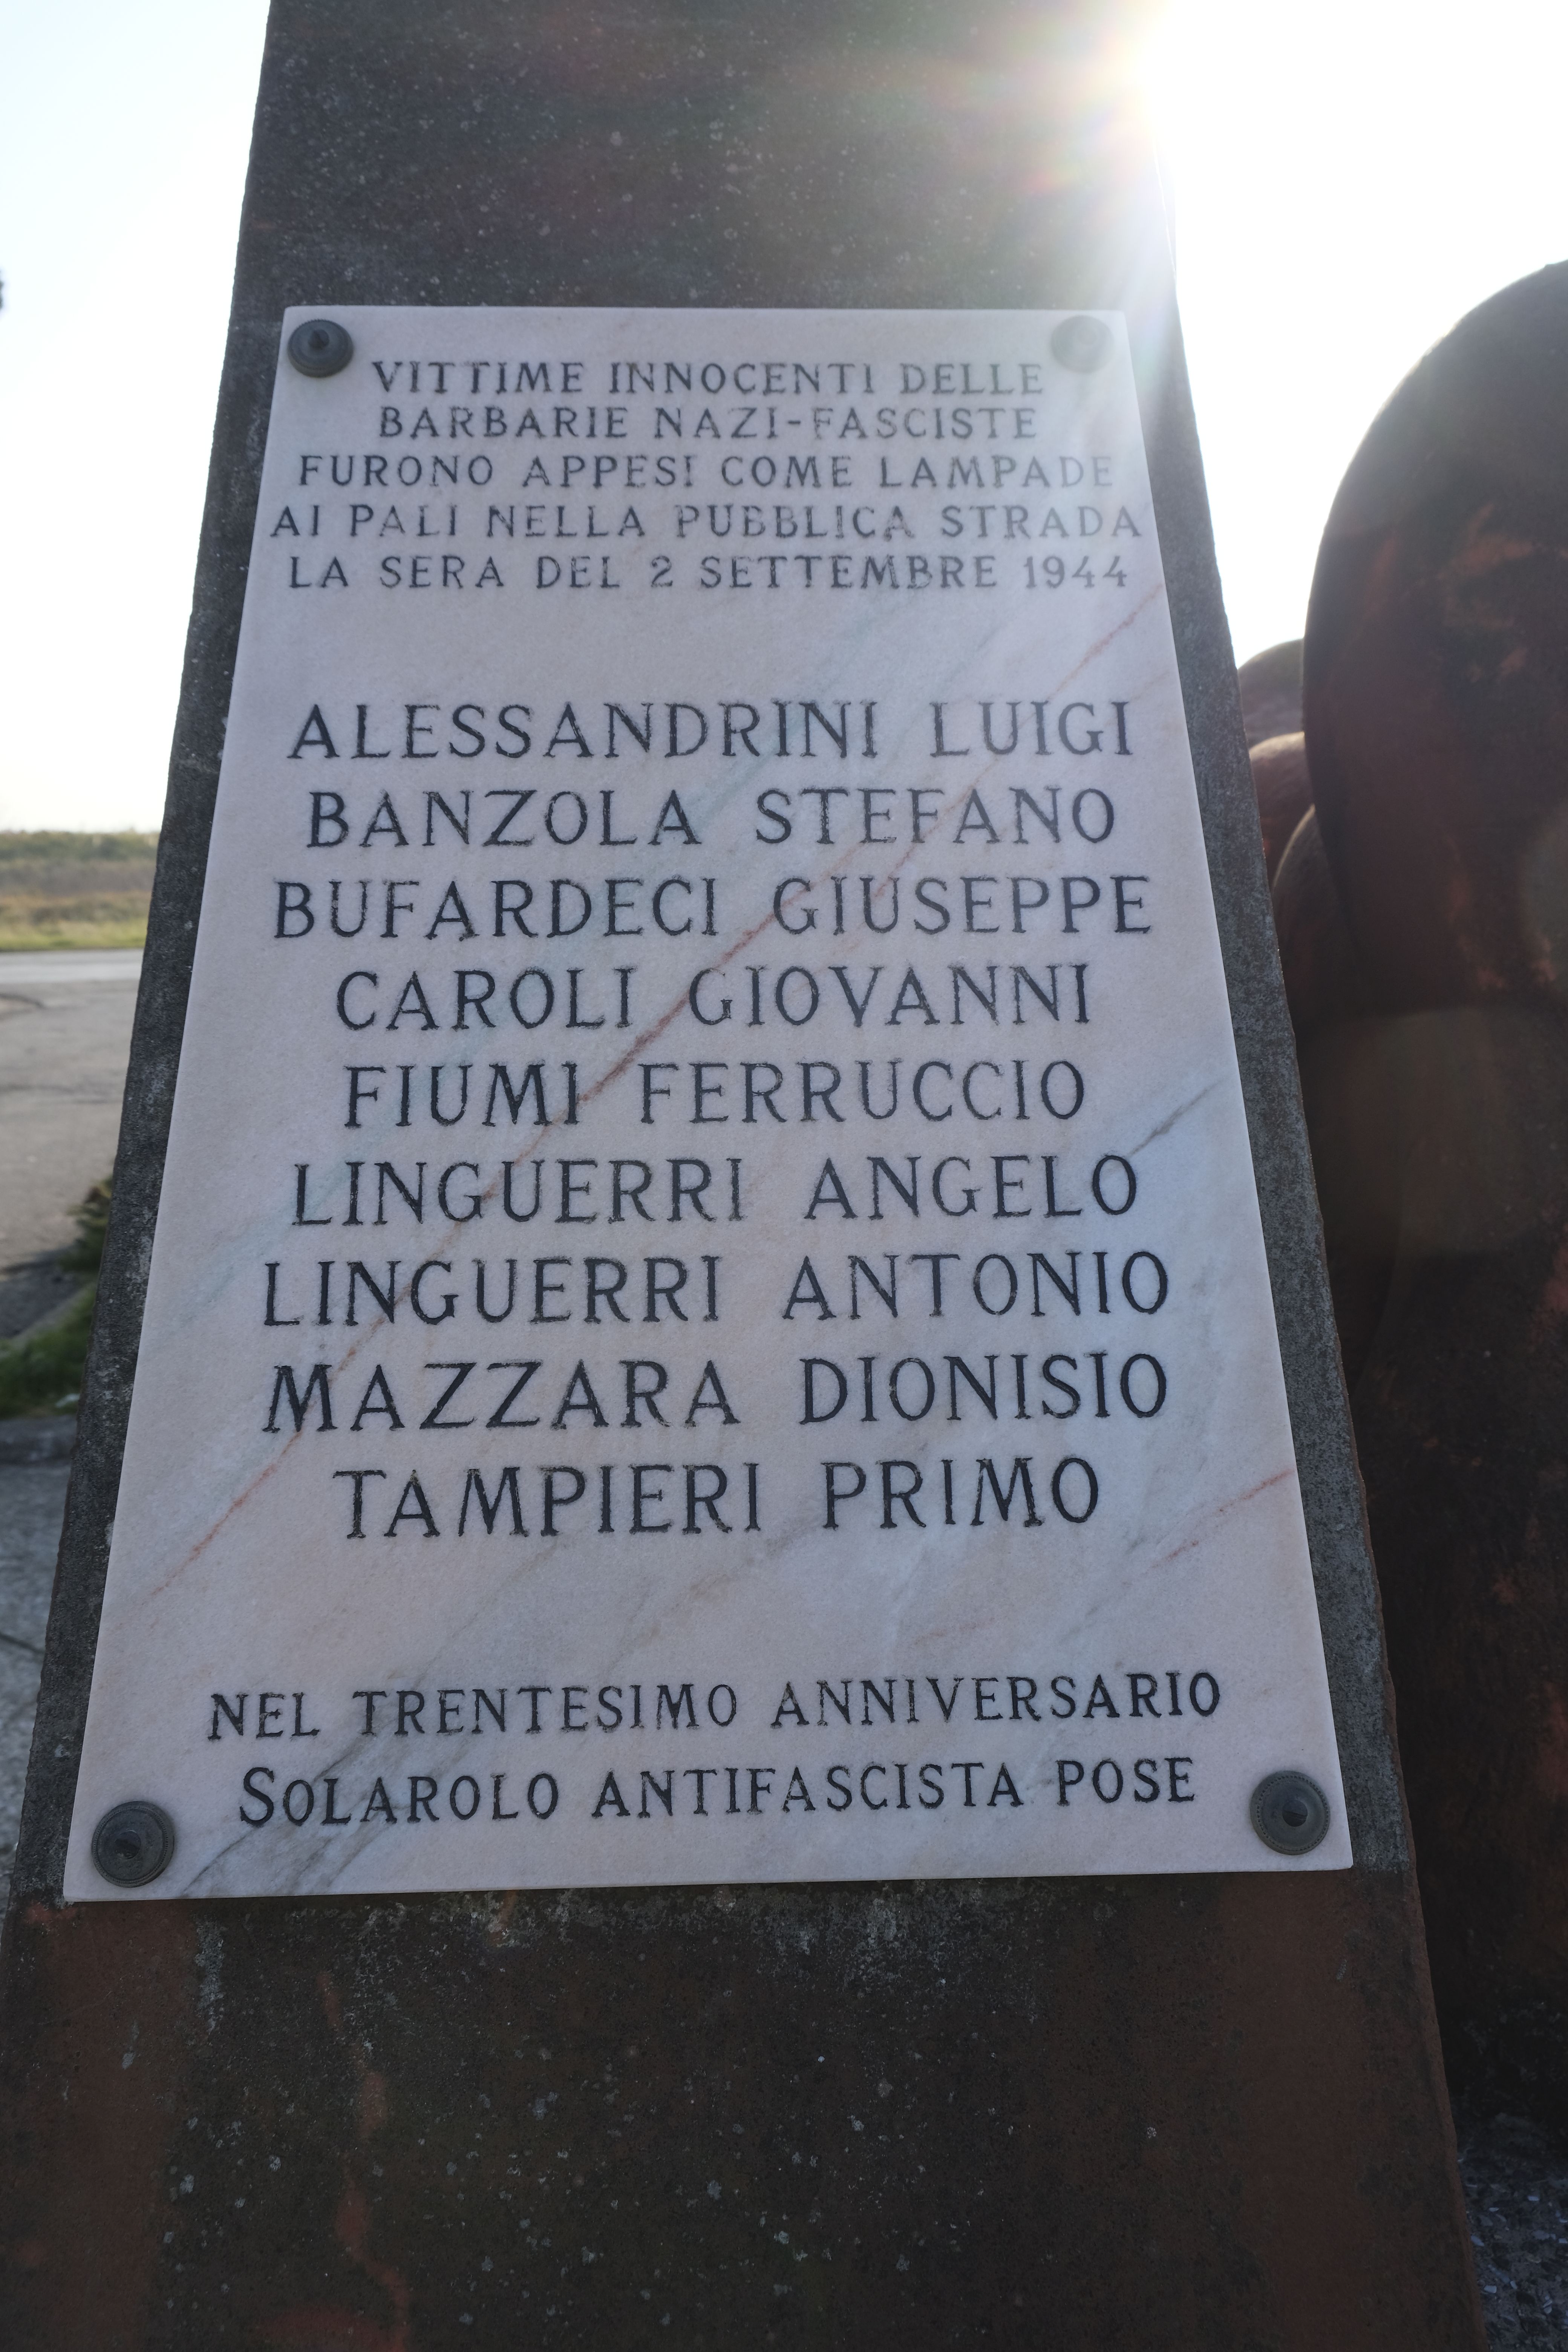 VITTIME INNOCENTI DELLE
BARBARIE NAZI-FASCISTE
FURONO APPESI COME LAMPADE
AI PALI NELLA PUBBLICA STRADA
LA SERA DEL 2 SETTEMBRE 1944
ALESSANDRINI LUIGI
BANZOLA STEFANO
BUFARDECI GIUSEPPE
CAROLI GIOVANNI
FIUMI FERRUCCIO
LINGUERRI ANGELO
LINGUERRI ANTONIO
MAZZARA DIONISIO
TAMPIERI PRIMO
NEL TRENTESIMO ANNIVERSARIO
SOLAROLO ANTIFASCISTA POSE